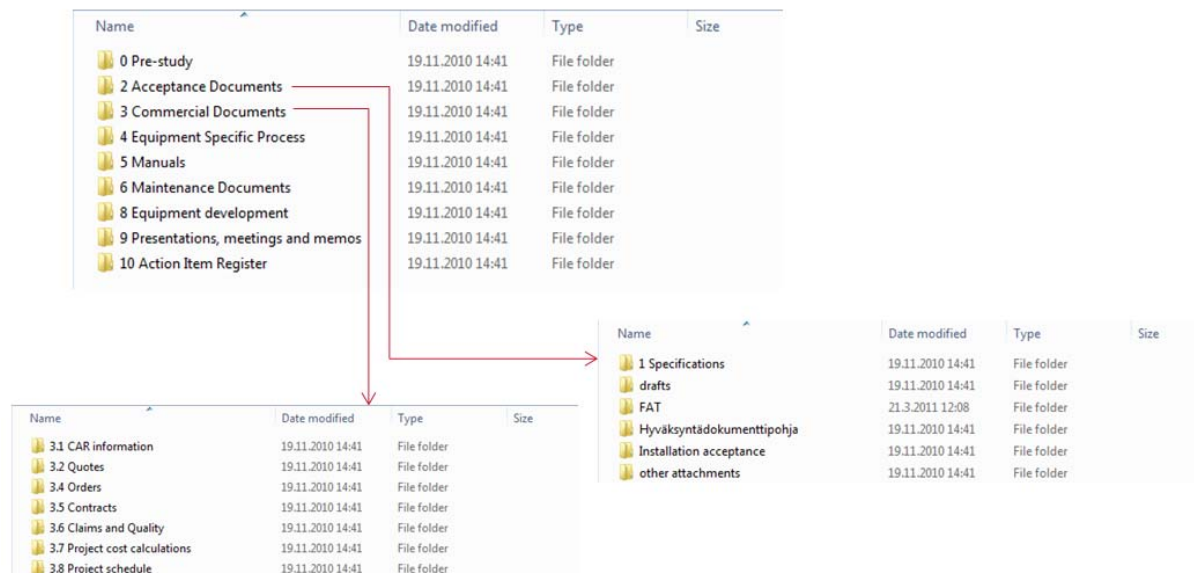 Name Date modified Type Size
0 Pre-study 19.11.2010 14:41 File folder
2 Acceptance Documents 19.11.2010 14:41 File folder
3 Commercial Documents 19.11.2010 14:41 File folder
4 Equipment Specific Process 19.11.2010 14:41 File folder
5 Manuals 19.11.2010 14:41 File folder
6 Maintenance Documents 19.11.2010 14:41 File folder
8 Equipment development 19.11.2010 14:41 File folder
9 Presentations, meetings and memos 19.11.2010 14:41 File folder
10 Action Item Register 19.11.2010 14:41 File folder
Name Date modified Type Size
1 Specifications 19.11.2010 14:41 File folder
drafts 19.11.2010 14:41 File folder
FAT 21.3.2011 12:08 File folder
Hyväksyntädokumenttipohja 19.11.2010 14:41 File folder
Installation acceptance 19.11.2010 14:41 File folder
other attachments 19.11.2010 14:41 File folder
Name Date modified Type Size
3.1 CAR information 19.11.2010 14:41 File folder
3.2 Quotes 19.11.2010 14:41 File folder
3.4 Orders 19.11.2010 14:41 File folder
3.5 Contracts 19.11.2010 14:41 File folder
3.6 Claims and Quality 19.11.2010 14:41 File folder
3.7 Project cost calculations 19.11.2010 14:41 File folder
3.8 Project schedule 19.11.2010 14:41 File folder